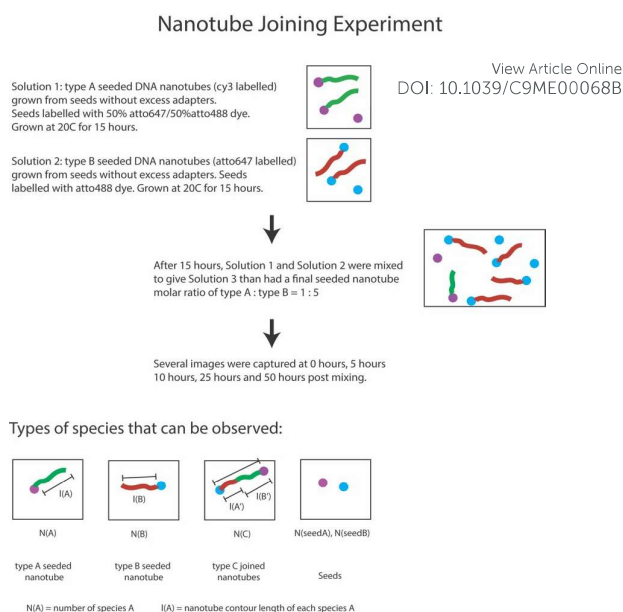 Nanotube Joining Experiment
View Article Online
DOI: 10.1039/C9ME00068B
Solution 1: type A seeded DNA nanotubes (cy3 labelled)
grown from seeds without excess adapters.
Seeds labelled with 50% atto647/50%atto488 dye.
Grown at 20C for 15 hours.
Solution 2: type B seeded DNA nanotubes (atto647 labelled)
grown from seeds without excess adapters. Seeds
labelled with atto488 dye. Grown at 20C for 15 hours.
After 15 hours, Solution 1 and Solution 2 were mixed
to give Solution 3 than had a final seeded nanotube
molar ratio of type A : type B = 1 : 5
Several images were captured at 0 hours, 5 hours
10 hours, 25 hours and 50 hours post mixing.
Types of species that can be observed:
l(A)
l(B)
l(A')
l(B')
N(A)
N(B)
N(C)
N(seedA), N(seedB)
type A seeded
nanotube
type B seeded
nanotube
type C joined
nanotubes
Seeds
N(A) = number of species A
l(A) = nanotube contour length of each species A